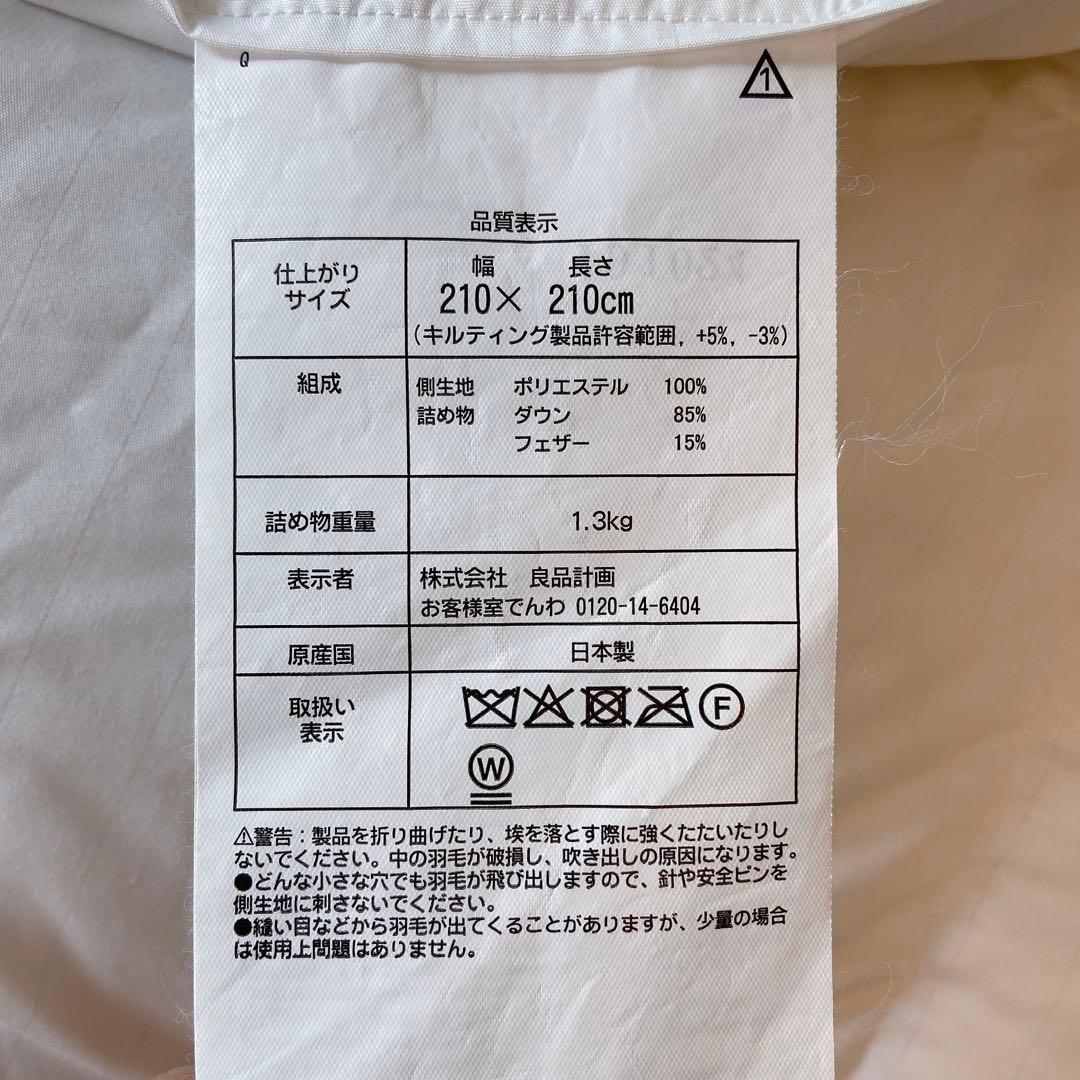 Q
1
品質表示
仕上がり
サイズ
幅 長さ
210× 210cm
(キルティング製品許容範囲, +5%, -3%)
組成
側生地 ポリエステル 100%
詰め物 ダウン 85%
フェザー 15%
詰め物重量 1.3kg
表示者
株式会社 良品計画
お客様室でんわ 0120-14-6404
原産国 日本製
取扱い
表示
F
W
⚠警告:製品を折り曲げたり、埃を落とす際に強くたたいたりし
ないでください。中の羽毛が破損し、吹き出しの原因になります。
●どんな小さな穴でも羽毛が飛び出しますので、針や安全ピンを
側生地に刺さないでください。
●縫い目などから羽毛が出てくることがありますが、少量の場合
は使用上問題はありません。